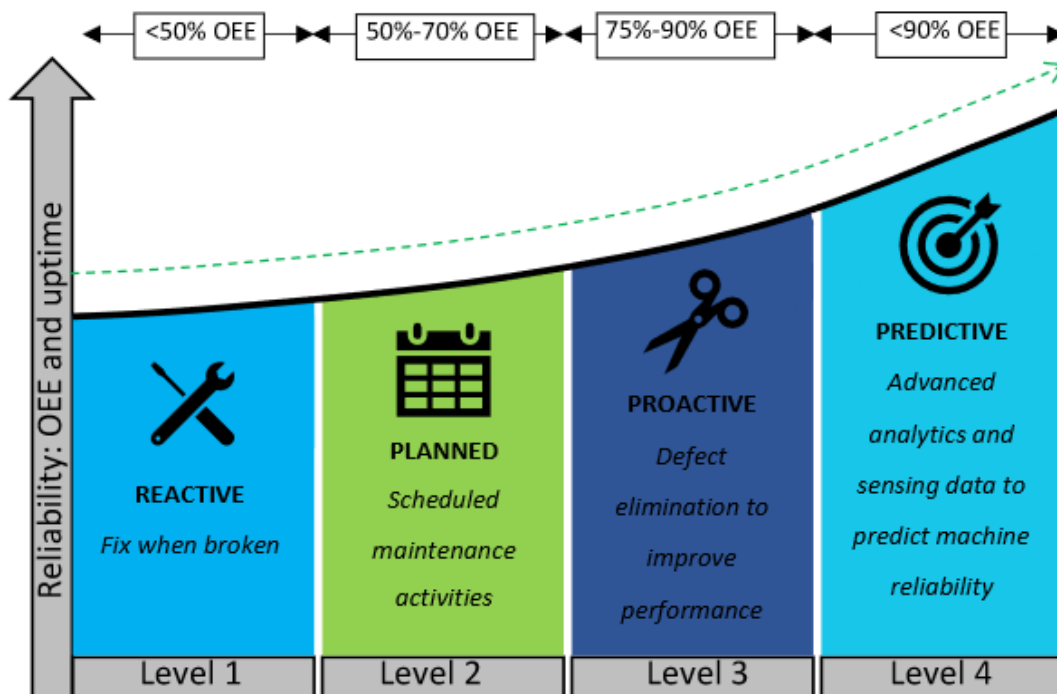 <50% OEE
50%-70% OEE
75%-90% OEE
<90% OEE
Reliability: OEE and uptime
REACTIVE
Fix when broken
PLANNED
Scheduled
maintenance
activities
PROACTIVE
Defect
elimination to
improve
performance
PREDICTIVE
Advanced
analytics and
sensing data to
predict machine
reliability
Level 1
Level 2
Level 3
Level 4